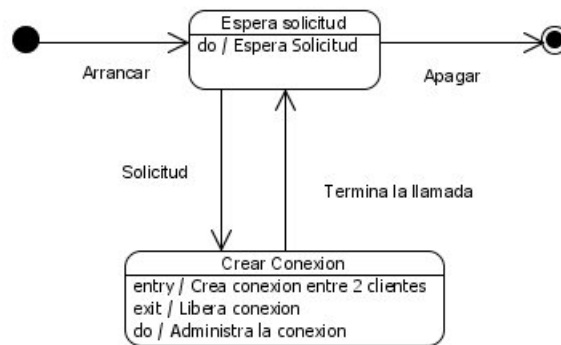 Espera solicitud
do / Espera Solicitud
Arrancar
Apagar
Solicitud
Termina la llamada
Crear Conexion
entry / Crea conexion entre 2 clientes
exit / Libera conexion
do / Administra la conexion